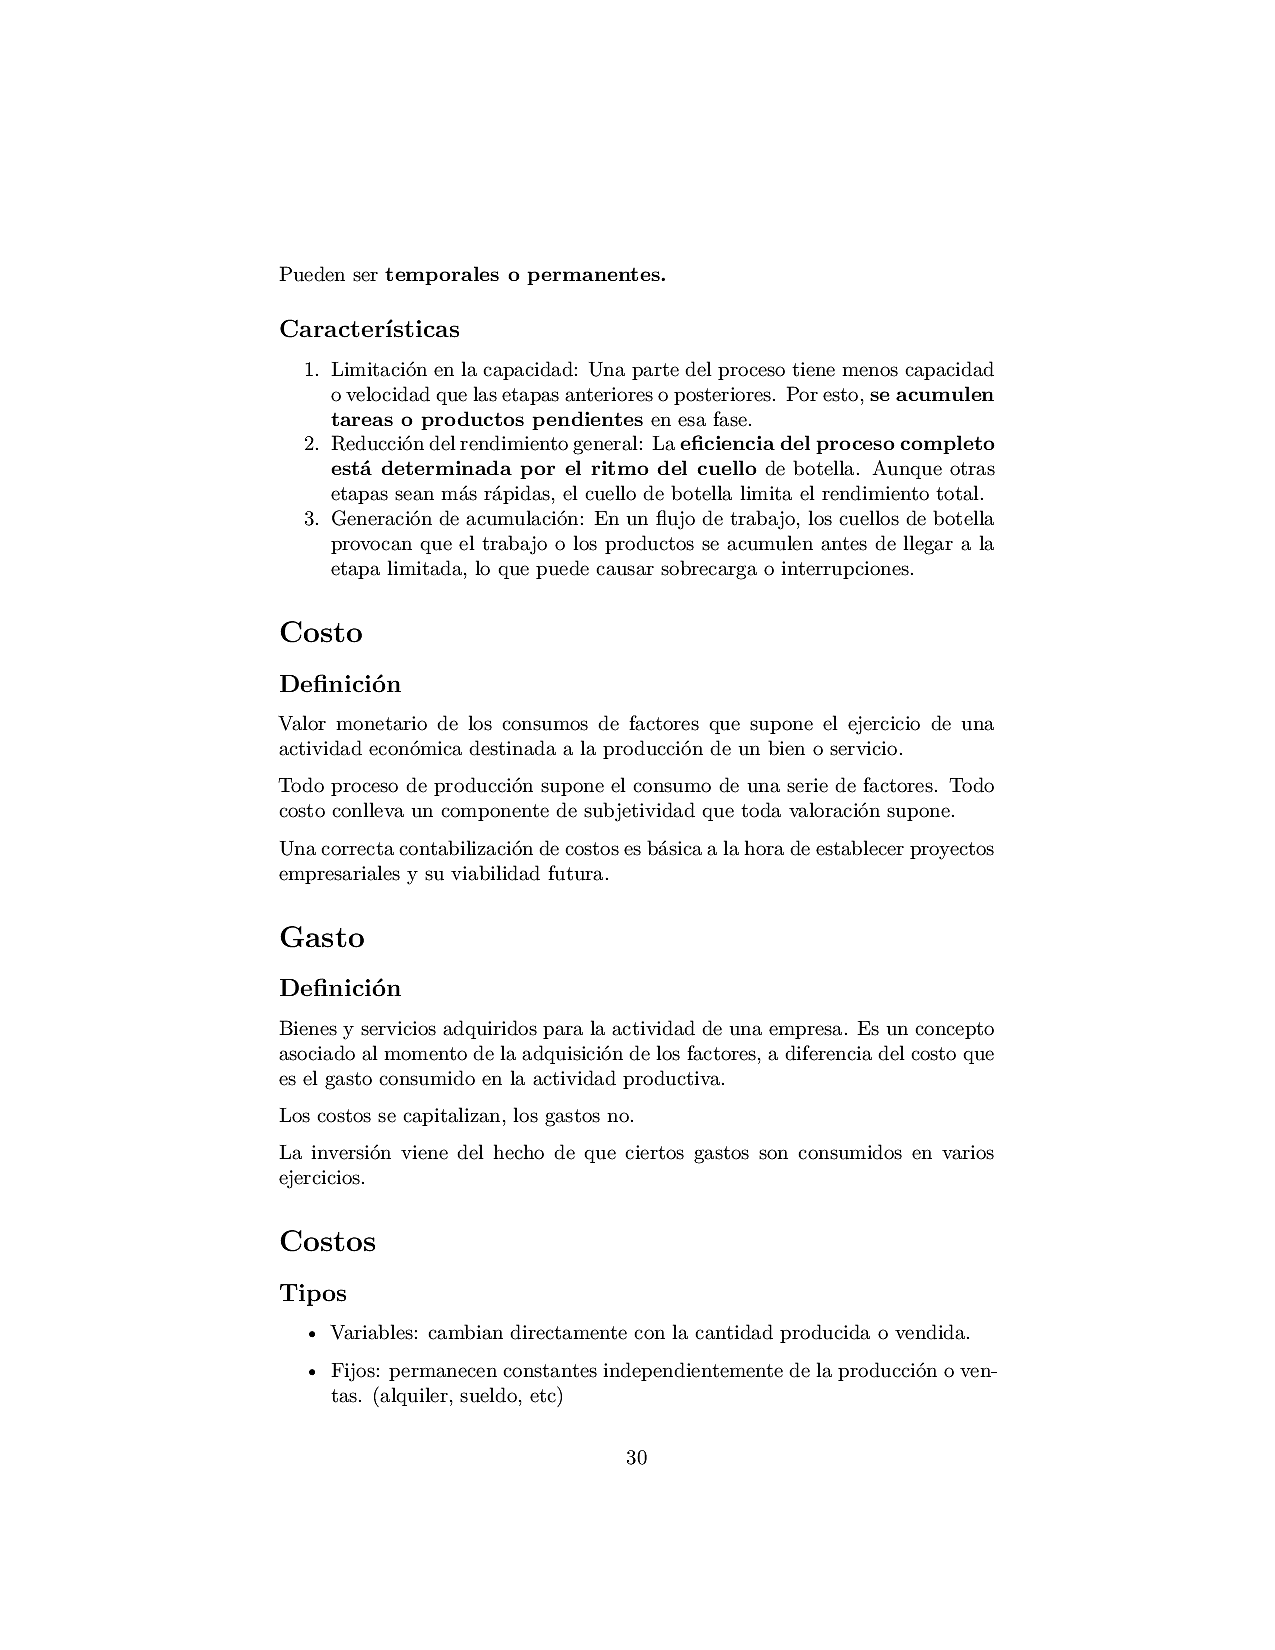 Pueden ser temporales o permanentes.
Características
1. Limitación en la capacidad: Una parte del proceso tiene menos capacidad
o velocidad que las etapas anteriores o posteriores. Por esto, se acumulen
tareas o productos pendientes en esa fase.
2. Reducción del rendimiento general: La eficiencia del proceso completo
está determinada por el ritmo del cuello de botella. Aunque otras
etapas sean más rápidas, el cuello de botella limita el rendimiento total.
3. Generación de acumulación: En un flujo de trabajo, los cuellos de botella
provocan que el trabajo o los productos se acumulen antes de llegar a la
etapa limitada, lo que puede causar sobrecarga o interrupciones.
Costo
Definición
Valor monetario de los consumos de factores que supone el ejercicio de una
actividad económica destinada a la producción de un bien o servicio.
Todo proceso de producción supone el consumo de una serie de factores. Todo
costo conlleva un componente de subjetividad que toda valoración supone.
Una correcta contabilización de costos es básica a la hora de establecer proyectos
empresariales y su viabilidad futura.
Gasto
Definición
Bienes y servicios adquiridos para la actividad de una empresa. Es un concepto
asociado al momento de la adquisición de los factores, a diferencia del costo que
es el gasto consumido en la actividad productiva.
Los costos se capitalizan, los gastos no.
La inversión viene del hecho de que ciertos gastos son consumidos en varios
ejercicios.
Costos
Tipos
• Variables: cambian directamente con la cantidad producida o vendida.
• Fijos: permanecen constantes independientemente de la producción o ven-
tas. (alquiler, sueldo, etc)
30